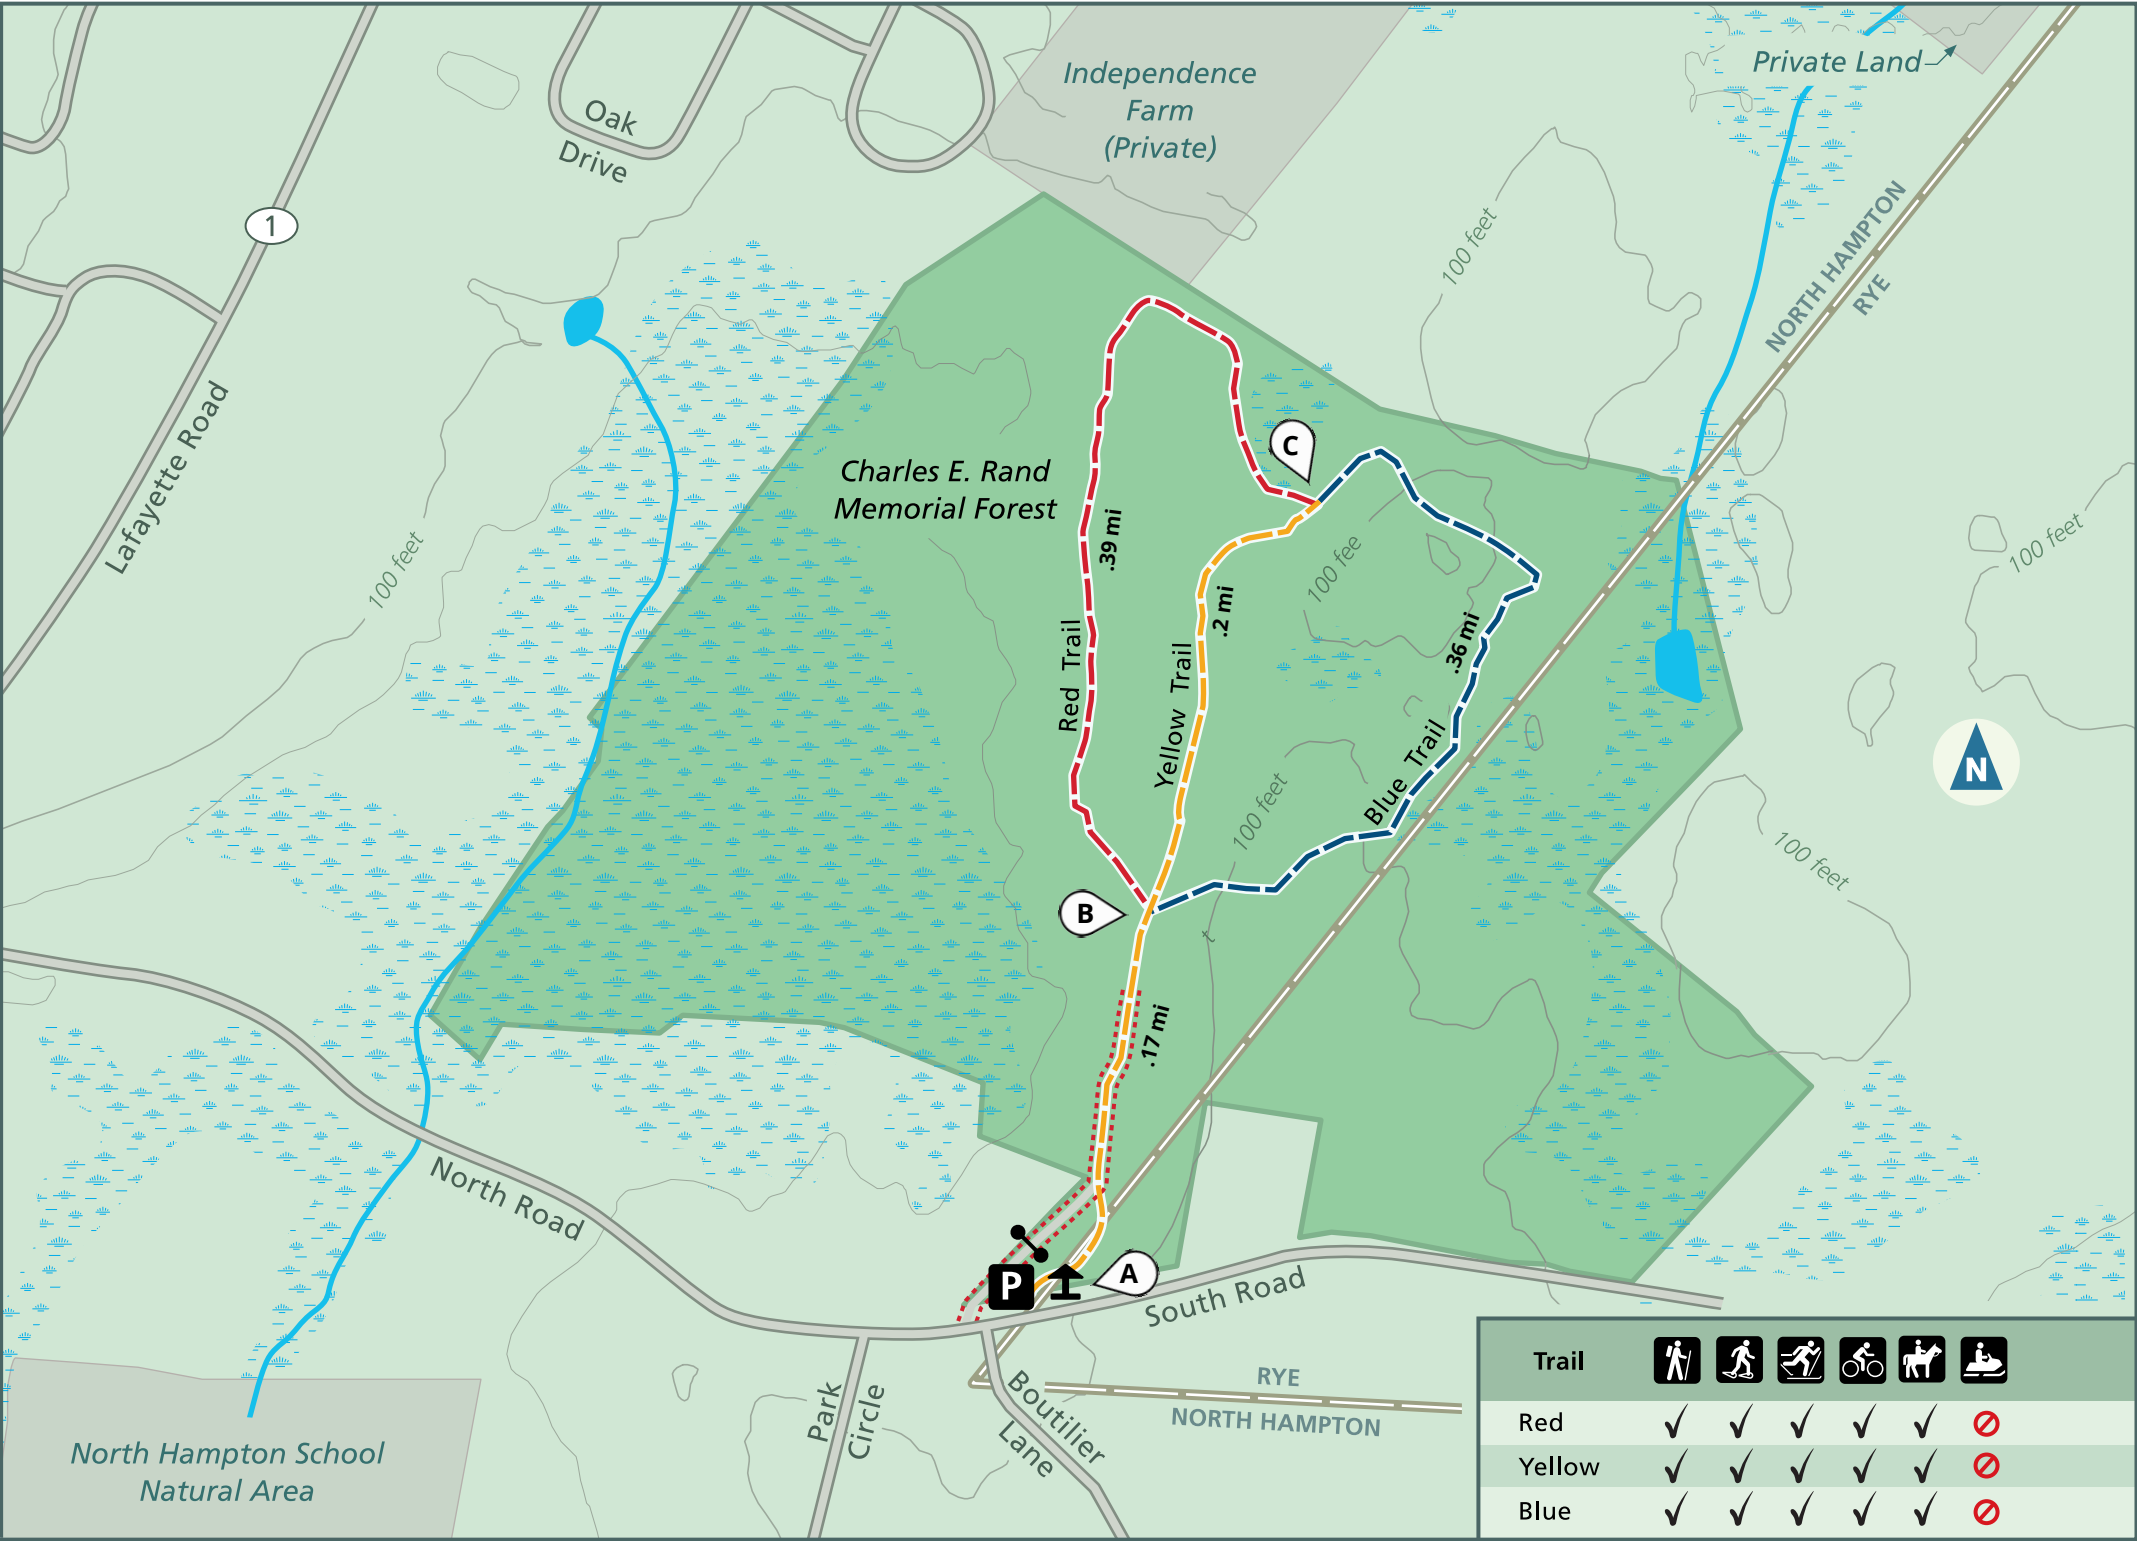 Independence
Farm
(Private)
Private Land
Oak
Drive
1
100 feet
NORTH HAMPTON
RYE
Lafayette Road
C
Charles E. Rand
Memorial Forest
.39 mi
100 feet
100 fee
100 feet
.2 mi
Red Trail
Yellow Trail
.36 mi
Blue Trail
N
100 feet
100 feet
B
t
.17 mi
North Road
P
A
South Road
Park
Circle
Boutilier
Lane
RYE
NORTH HAMPTON
North Hampton School
Natural Area
Trail
Red
Yellow
Blue